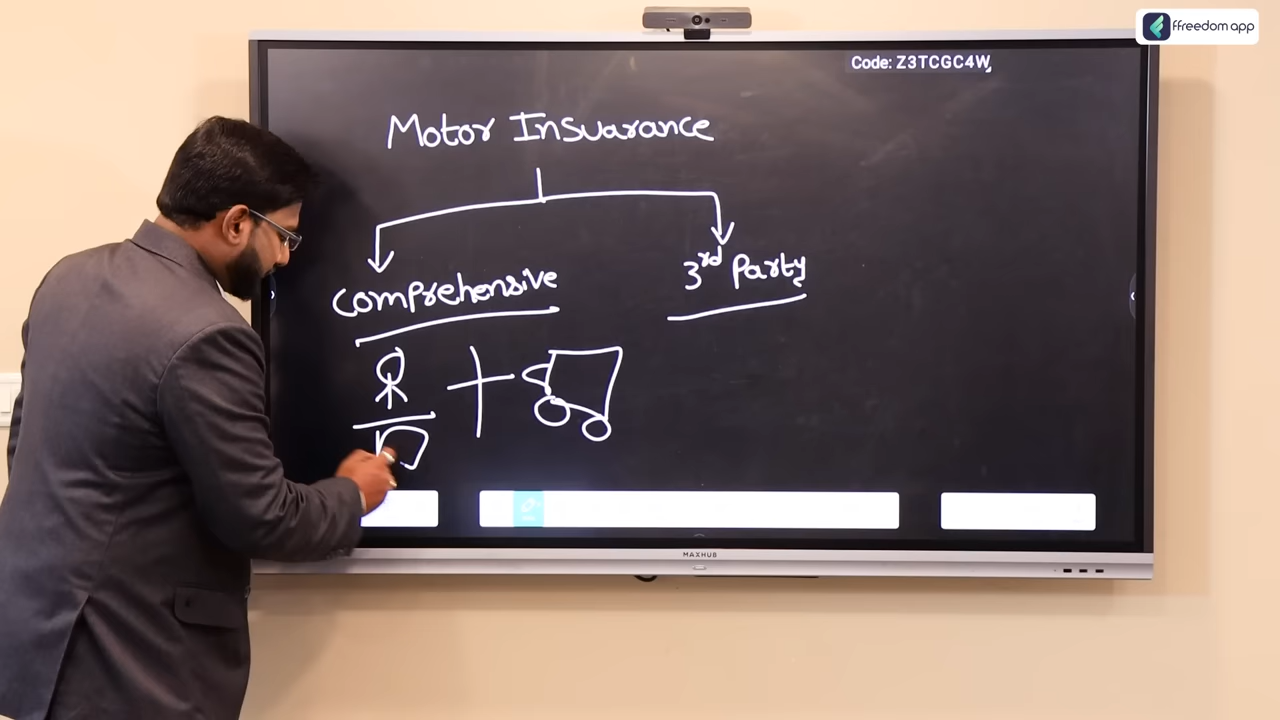 ffreedom app
Code: Z3TCGC4W,
Motor Insuarance
Comprehensive
3rd Party
MAXHUB